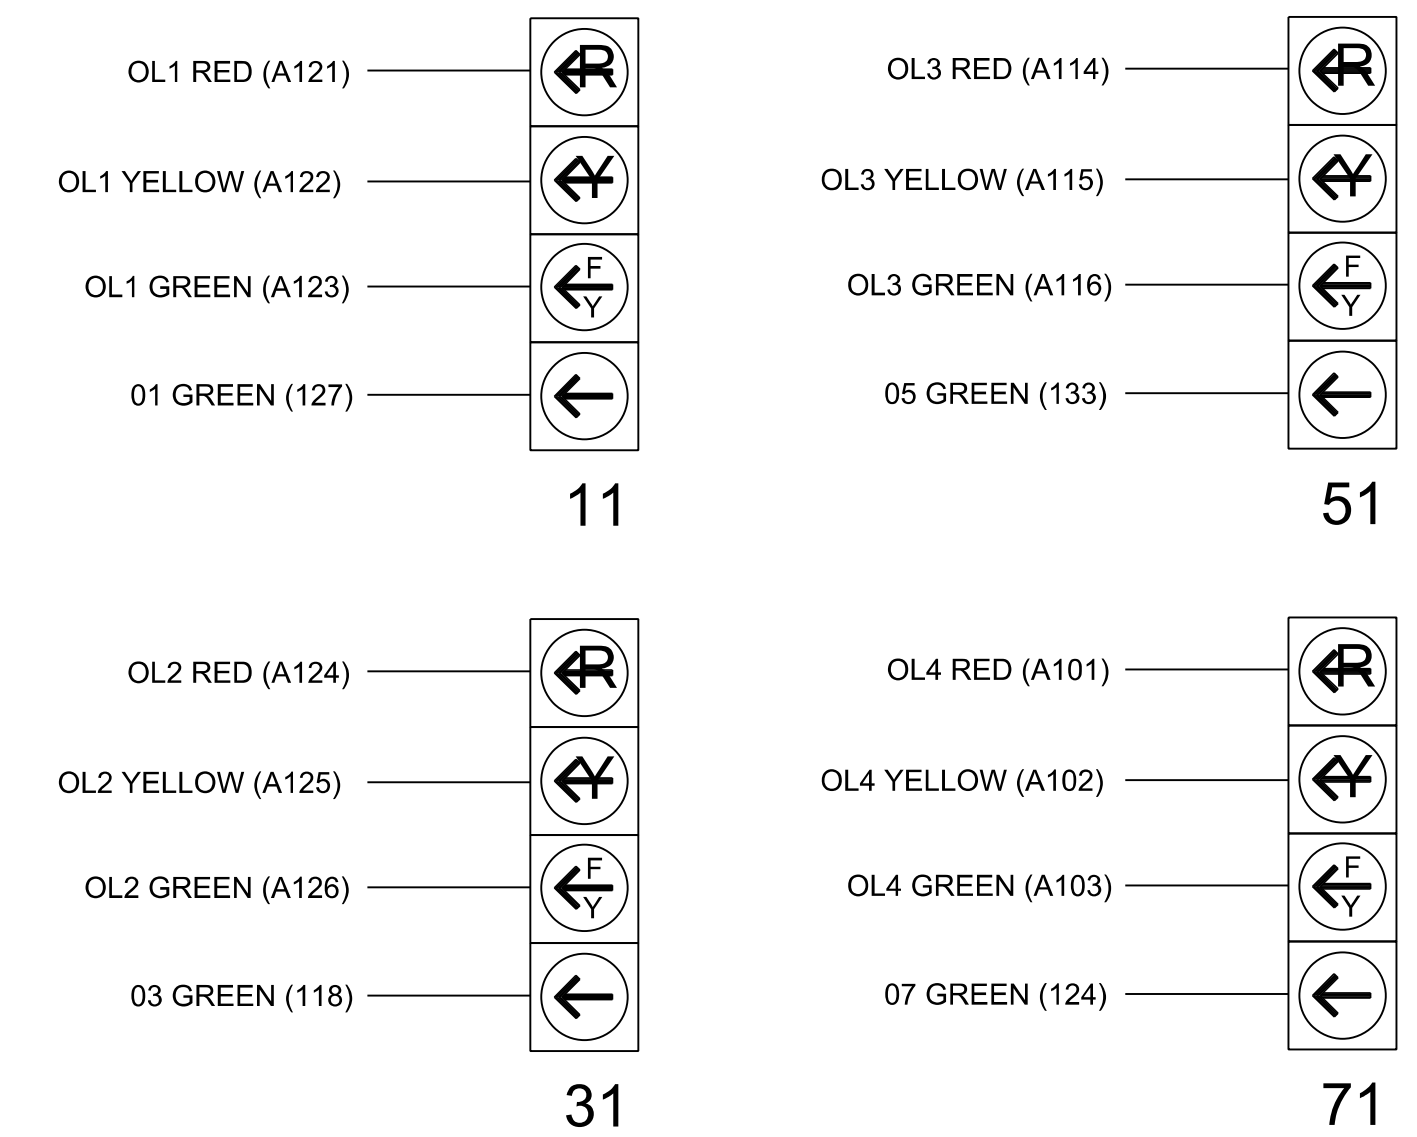 OL1 RED (A121)
R
OL1 YELLOW (A122)
Y
OL1 GREEN (A123)
F
Y
01 GREEN (127)
11
OL3 RED (A114)
R
OL3 YELLOW (A115)
Y
OL3 GREEN (A116)
F
Y
05 GREEN (133)
51
OL2 RED (A124)
R
OL2 YELLOW (A125)
Y
OL2 GREEN (A126)
F
Y
03 GREEN (118)
31
OL4 RED (A101)
R
OL4 YELLOW (A102)
Y
OL4 GREEN (A103)
F
Y
07 GREEN (124)
71